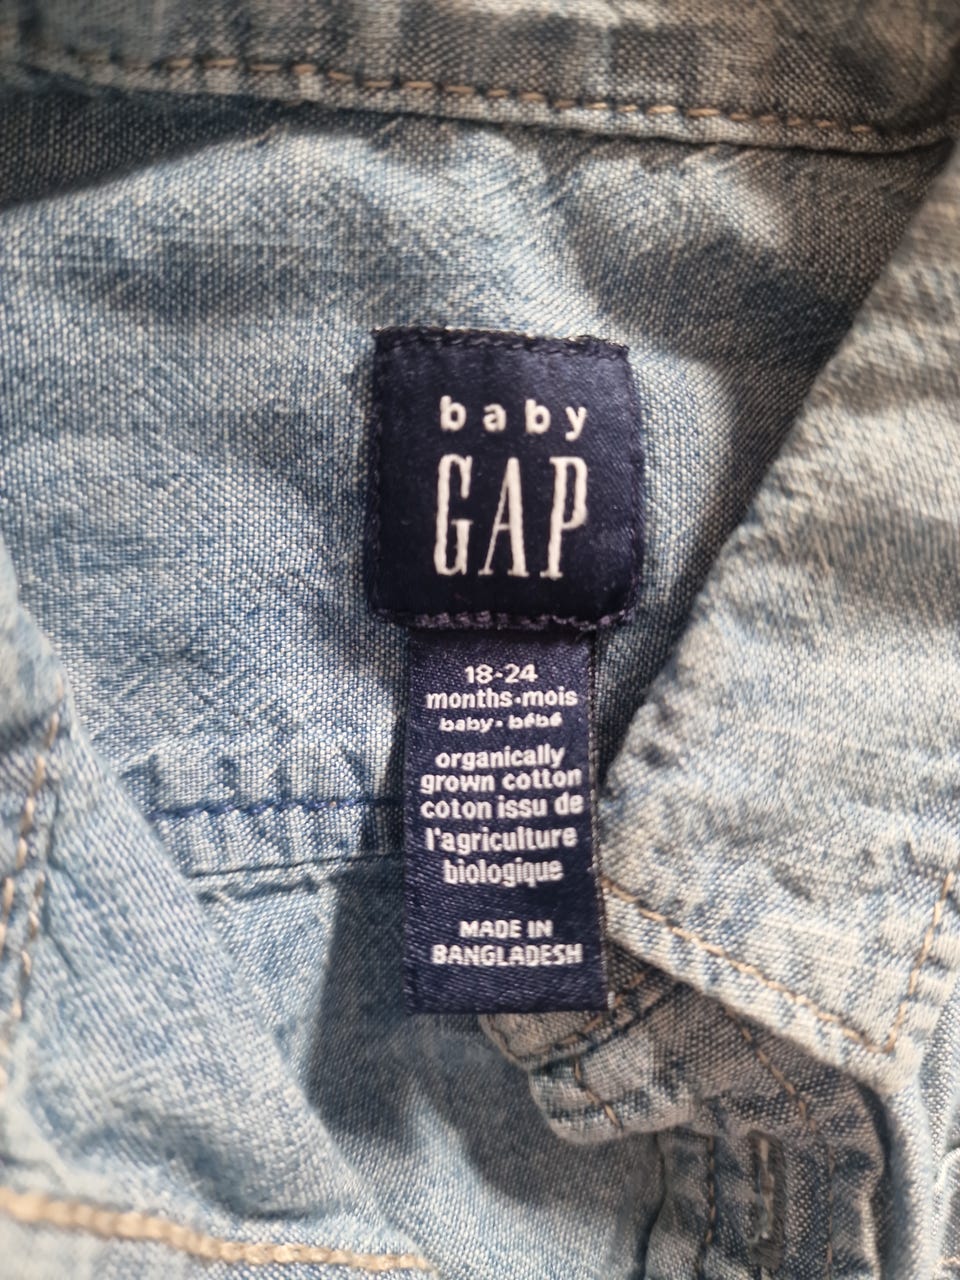 baby
GAP
18-24
months·mois
baby·bébé
organically
grown cotton
coton issu de
l'agriculture
biologique
MADE IN
BANGLADESH